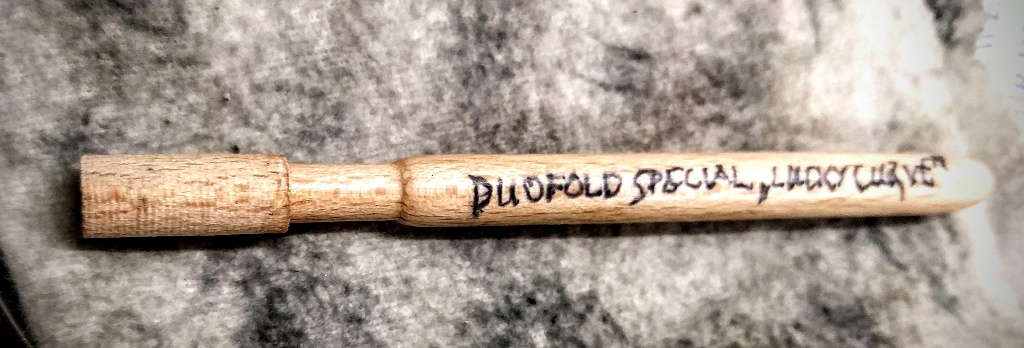 DUOFOLD SPECIAL „LUCKY CURVE"